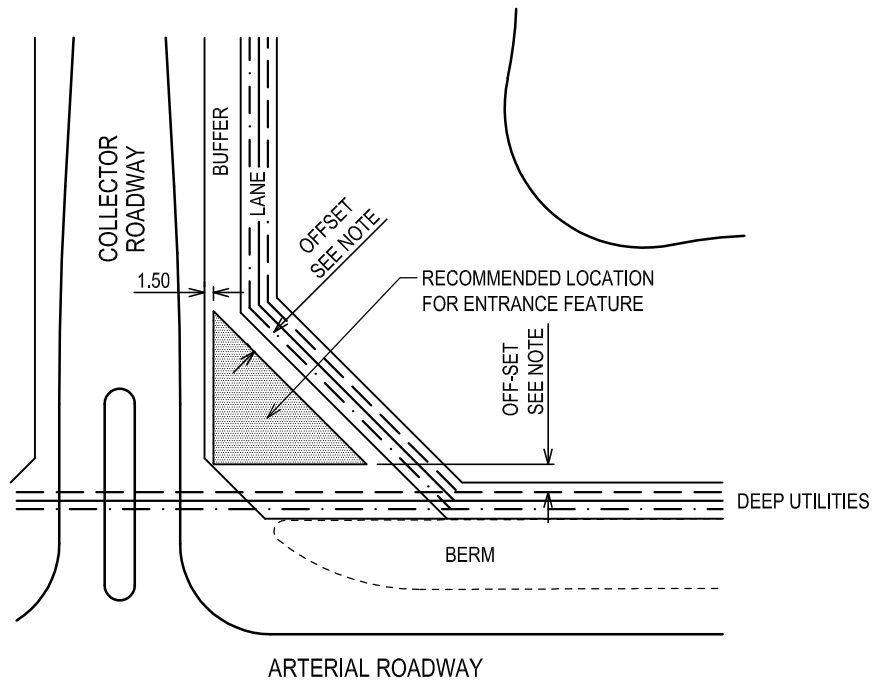 COLLECTOR
ROADWAY
BUFFER
LANE
OFFSET
SEE NOTE
1.50
RECOMMENDED LOCATION
FOR ENTRANCE FEATURE
OFF-SET
SEE NOTE
DEEP UTILITIES
BERM
ARTERIAL ROADWAY